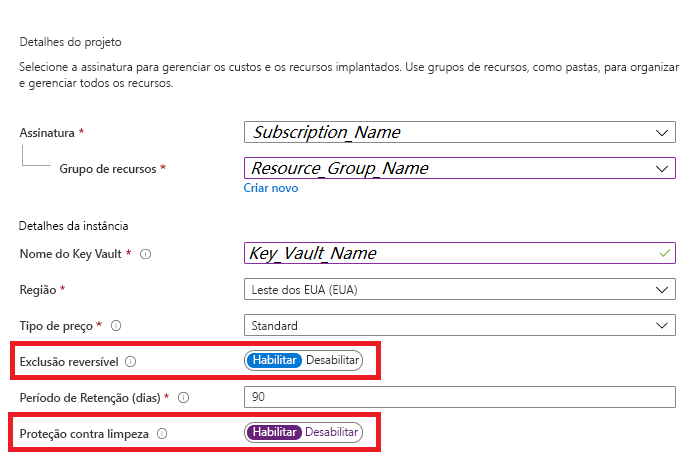 Detalhes do projeto
Selecione a assinatura para gerenciar os custos e os recursos implantados. Use grupos de recursos, como pastas, para organizar
e gerenciar todos os recursos.
Assinatura * Subscription_Name
Grupo de recursos * Resource_Group_Name
Criar novo
Detalhes da instância
Nome do Key Vault * Key_Vault_Name
Região * Leste dos EUA (EUA)
Tipo de preço * Standard
Exclusão reversível Habilitar Desabilitar
Período de Retenção (dias) * 90
Proteção contra limpeza Habilitar Desabilitar